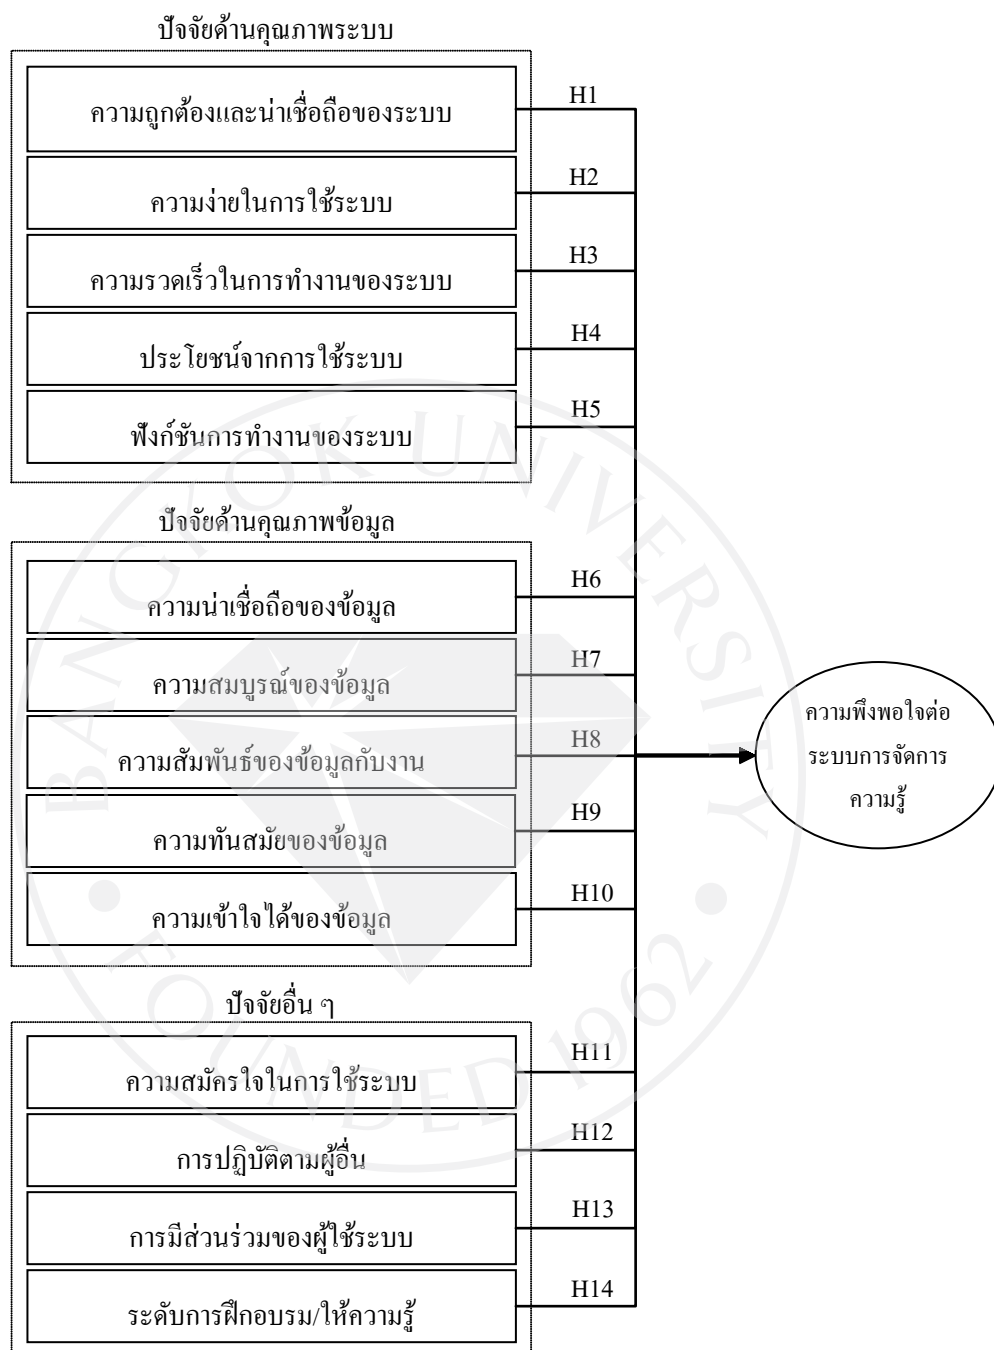 ปัจจัยด้านคุณภาพระบบ
ความถูกต้องและน่าเชื่อถือของระบบ
H1
ความง่ายในการใช้ระบบ
H2
ความรวดเร็วในการทำงานของระบบ
H3
ประโยชน์จากการใช้ระบบ
H4
ฟังก์ชันการทำงานของระบบ
H5
ปัจจัยด้านคุณภาพข้อมูล
ความน่าเชื่อถือของข้อมูล
H6
ความสมบูรณ์ของข้อมูล
H7
ความสัมพันธ์ของข้อมูลกับงาน
H8
ความทันสมัยของข้อมูล
H9
ความเข้าใจได้ของข้อมูล
H10
ความพึงพอใจต่อ
ระบบการจัดการ
ความรู้
ปัจจัยอื่น ๆ
ความสมัครใจในการใช้ระบบ
H11
การปฏิบัติตามผู้อื่น
H12
การมีส่วนร่วมของผู้ใช้ระบบ
H13
ระดับการฝึกอบรม/ให้ความรู้
H14
BANGKOK UNIVERSITY
FOUNDED 1962